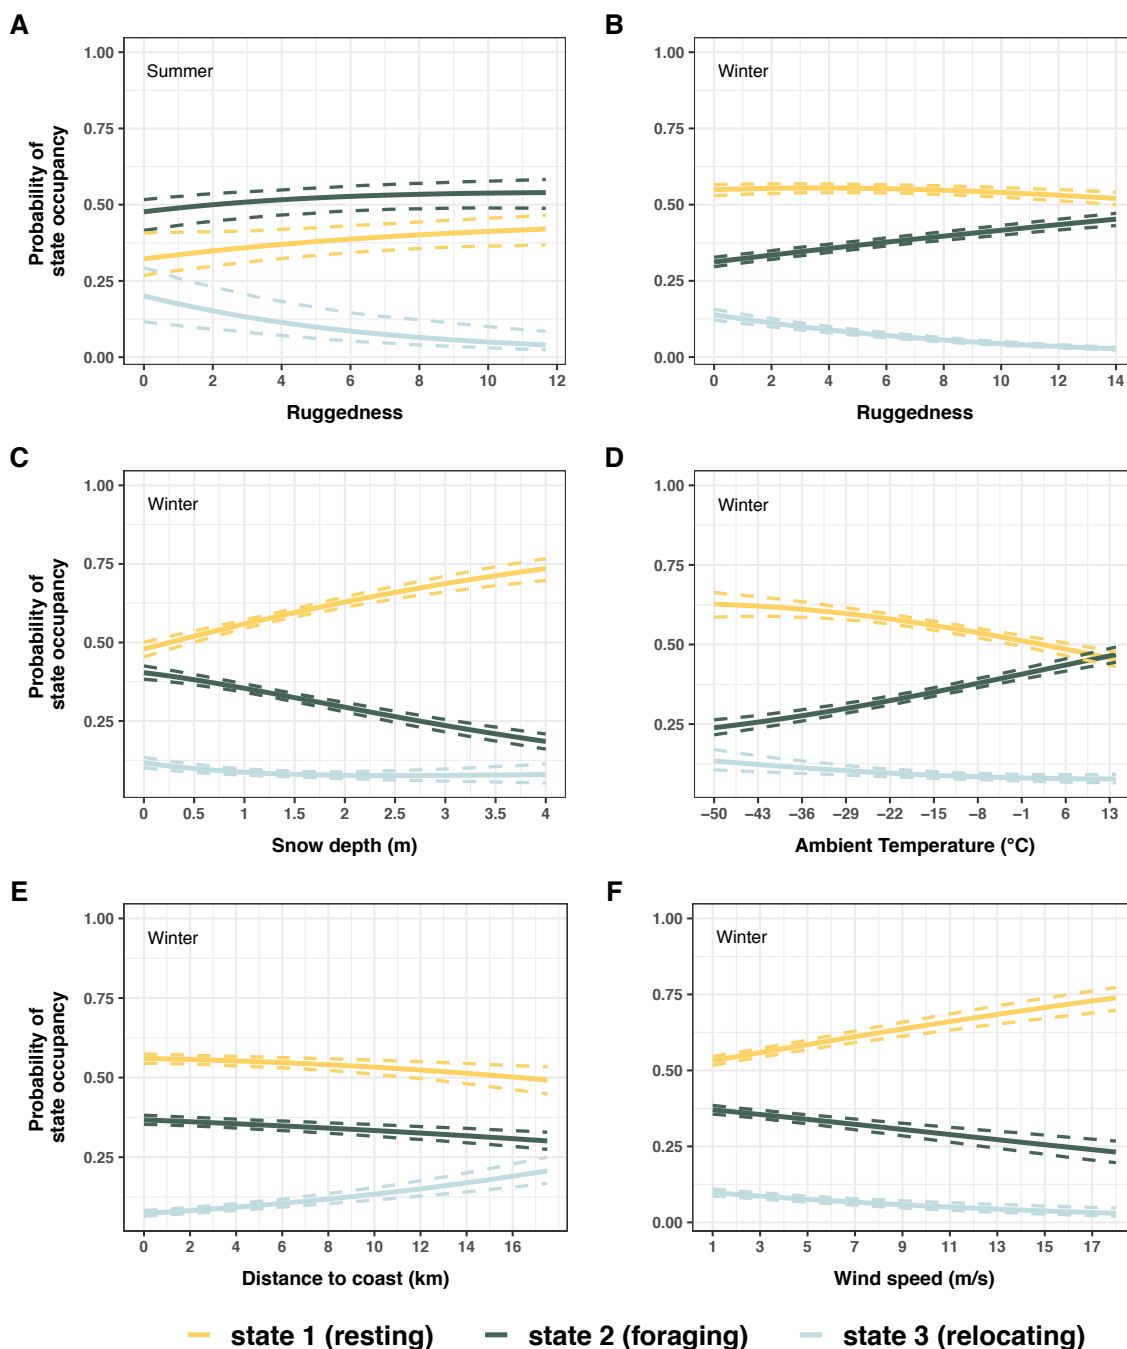 A
B
Probability of
state occupancy
1.00
0.75
0.50
0.25
0.00
Summer
0 2 4 6 8 10 12
Ruggedness
1.00
0.75
0.50
0.25
0.00
Winter
0 2 4 6 8 10 12 14
Ruggedness
C
D
Probability of
state occupancy
1.00
0.75
0.50
0.25
Winter
0 0.5 1 1.5 2 2.5 3 3.5 4
Snow depth (m)
1.00
0.75
0.50
0.25
Winter
−50 −43 −36 −29 −22 −15 −8 −1 6 13
Ambient Temperature (°C)
E
F
Probability of
state occupancy
1.00
0.75
0.50
0.25
Winter
0 2 4 6 8 10 12 14 16
Distance to coast (km)
1.00
0.75
0.50
0.25
0.00
Winter
1 3 5 7 9 11 13 15 17
Wind speed (m/s)
state 1 (resting) state 2 (foraging) state 3 (relocating)